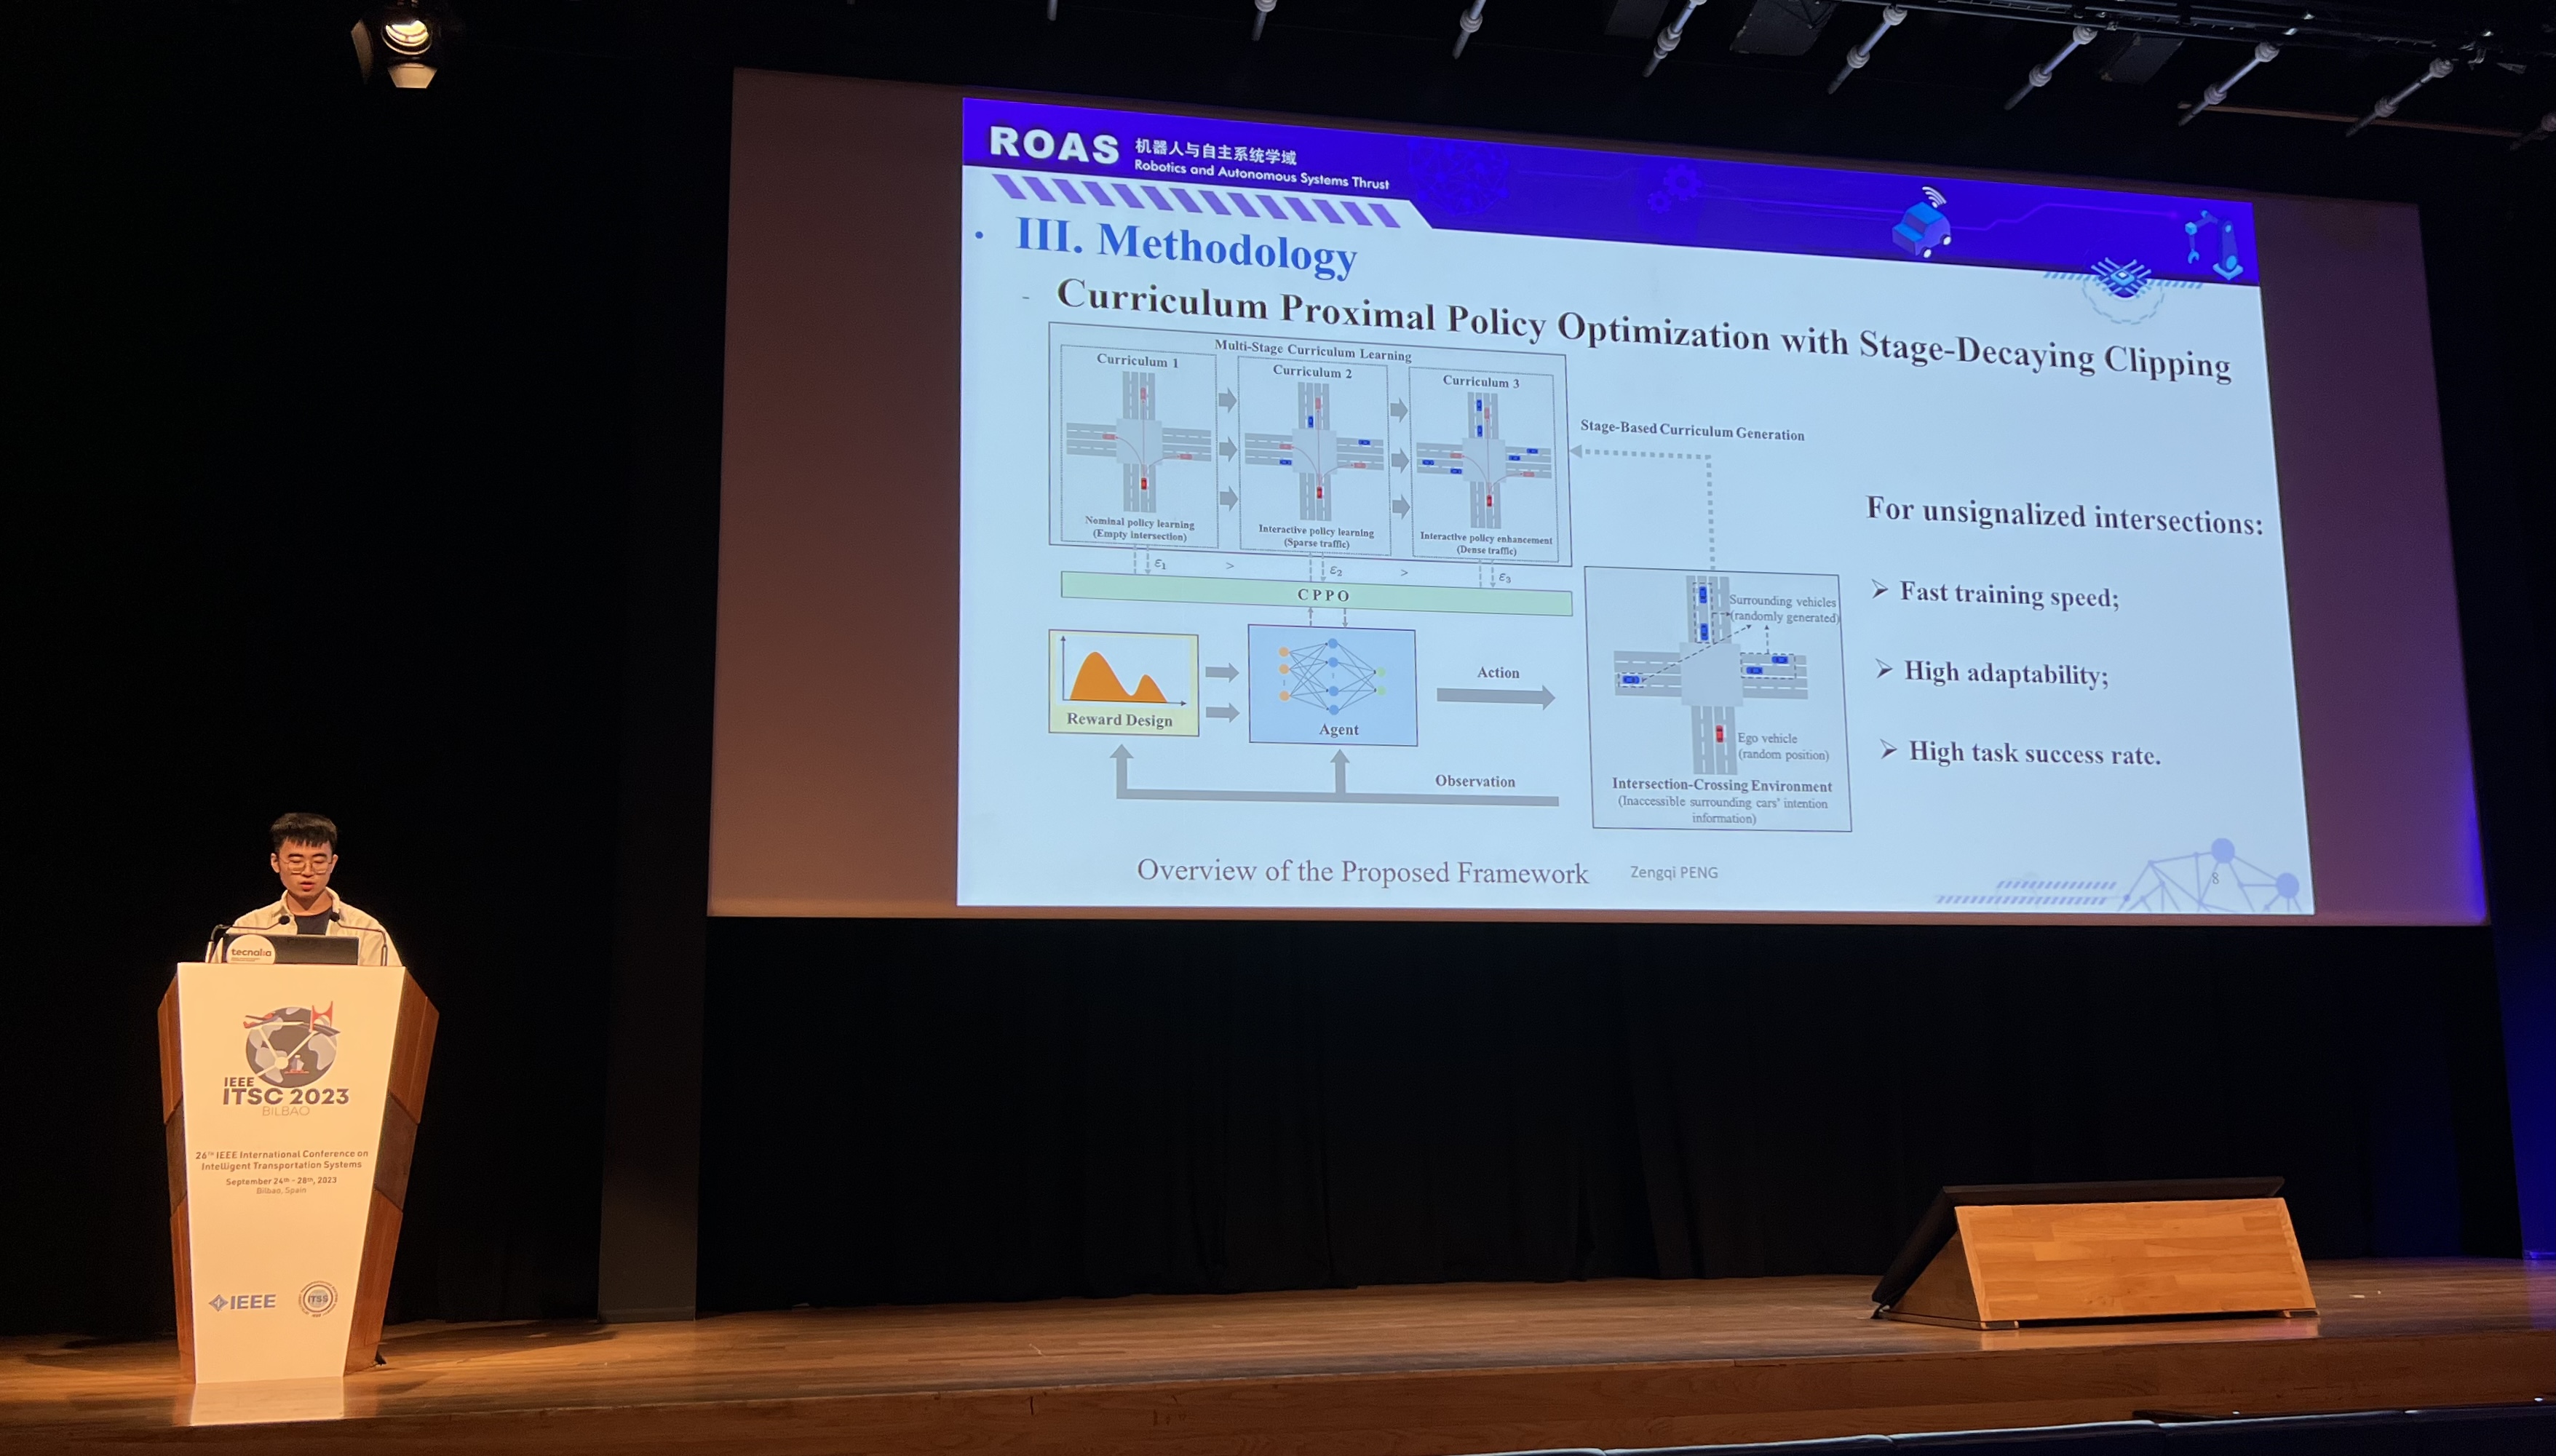 ROAS
机器人与自主系统学域
Robotics and Autonomous Systems Thrust
• III. Methodology
- Curriculum Proximal Policy Optimization with Stage-Decaying Clipping
Multi-Stage Curriculum Learning
Curriculum 1
Curriculum 2
Curriculum 3
Nominal policy learning
(Empty intersection)
Interactive policy learning
(Sparse traffic)
Interactive policy enhancement
(Dense traffic)
ε1 > ε2 > ε3
CPPO
Reward Design
Agent
Action
Observation
Stage-Based Curriculum Generation
Surrounding vehicles
(randomly generated)
Ego vehicle
(random position)
Intersection-Crossing Environment
(Inaccessible surrounding cars' intention
information)
For unsignalized intersections:
➢ Fast training speed;
➢ High adaptability;
➢ High task success rate.
Overview of the Proposed Framework
Zengqi PENG
8
tecnalia
IEEE
ITSC 2023
BILBAO
26TH IEEE International Conference on
Intelligent Transportation Systems
September 24th - 28th, 2023
Bilbao, Spain
IEEE
ITSS